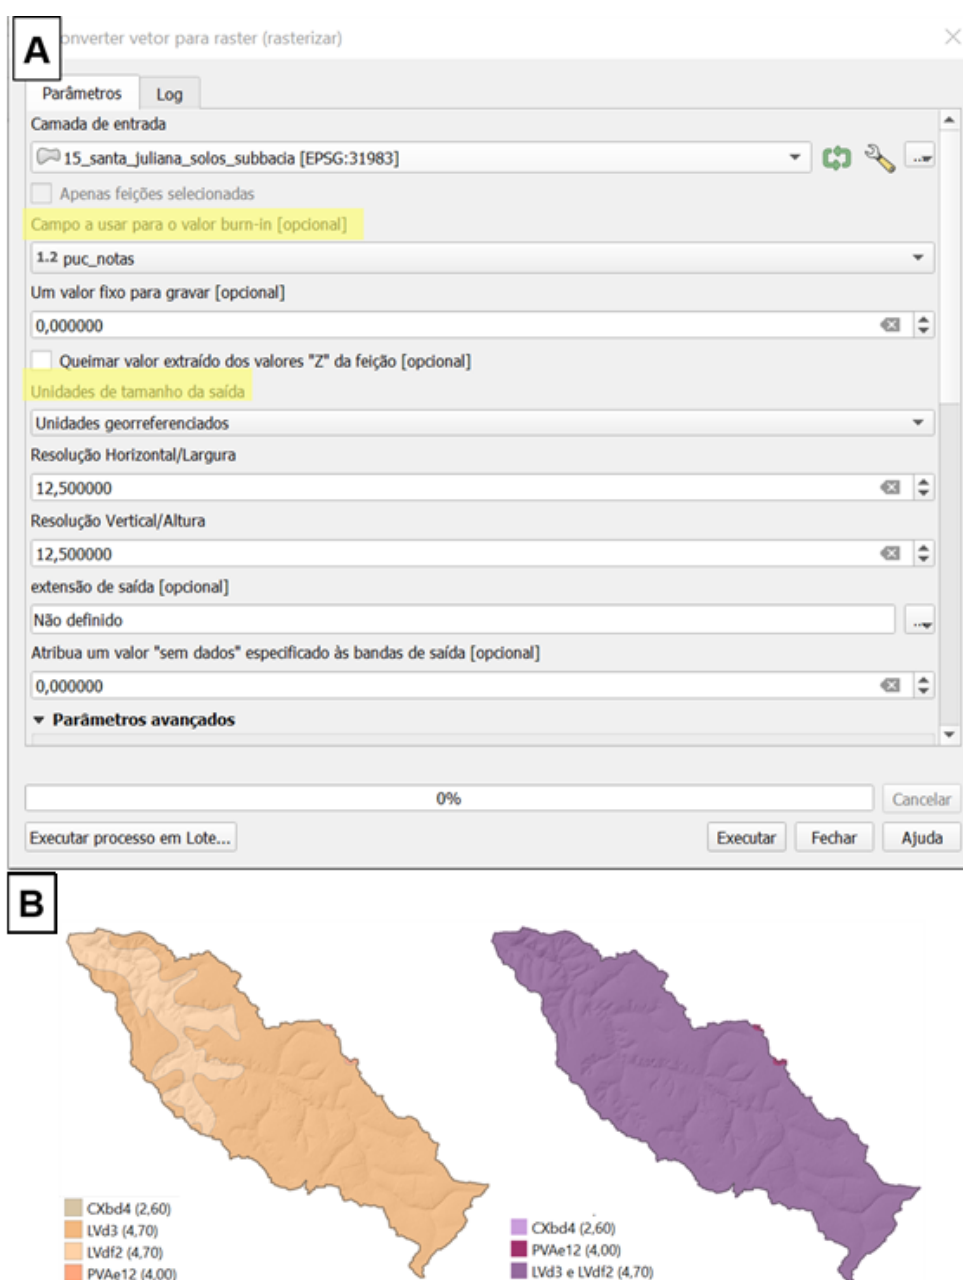 A
onverter vetor para raster (rasterizar)
Parâmetros
Log
Camada de entrada
15_santa_juliana_solos_subbacia [EPSG:31983]
Apenas feições selecionadas
Campo a usar para o valor burn-in [opcional]
1.2 puc_notas
Um valor fixo para gravar [opcional]
0,000000
Queimar valor extraído dos valores "Z" da feição [opcional]
Unidades de tamanho da saída
Unidades georreferenciados
Resolução Horizontal/Largura
12,500000
Resolução Vertical/Altura
12,500000
extensão de saída [opcional]
Não definido
Atribua um valor "sem dados" especificado às bandas de saída [opcional]
0,000000
Parâmetros avançados
0%
Cancelar
Executar processo em Lote...
Executar
Fechar
Ajuda
B
CXbd4 (2,60)
LVd3 (4,70)
LVdf2 (4,70)
PVAe12 (4,00)
CXbd4 (2,60)
PVAe12 (4,00)
LVd3 e LVdf2 (4,70)